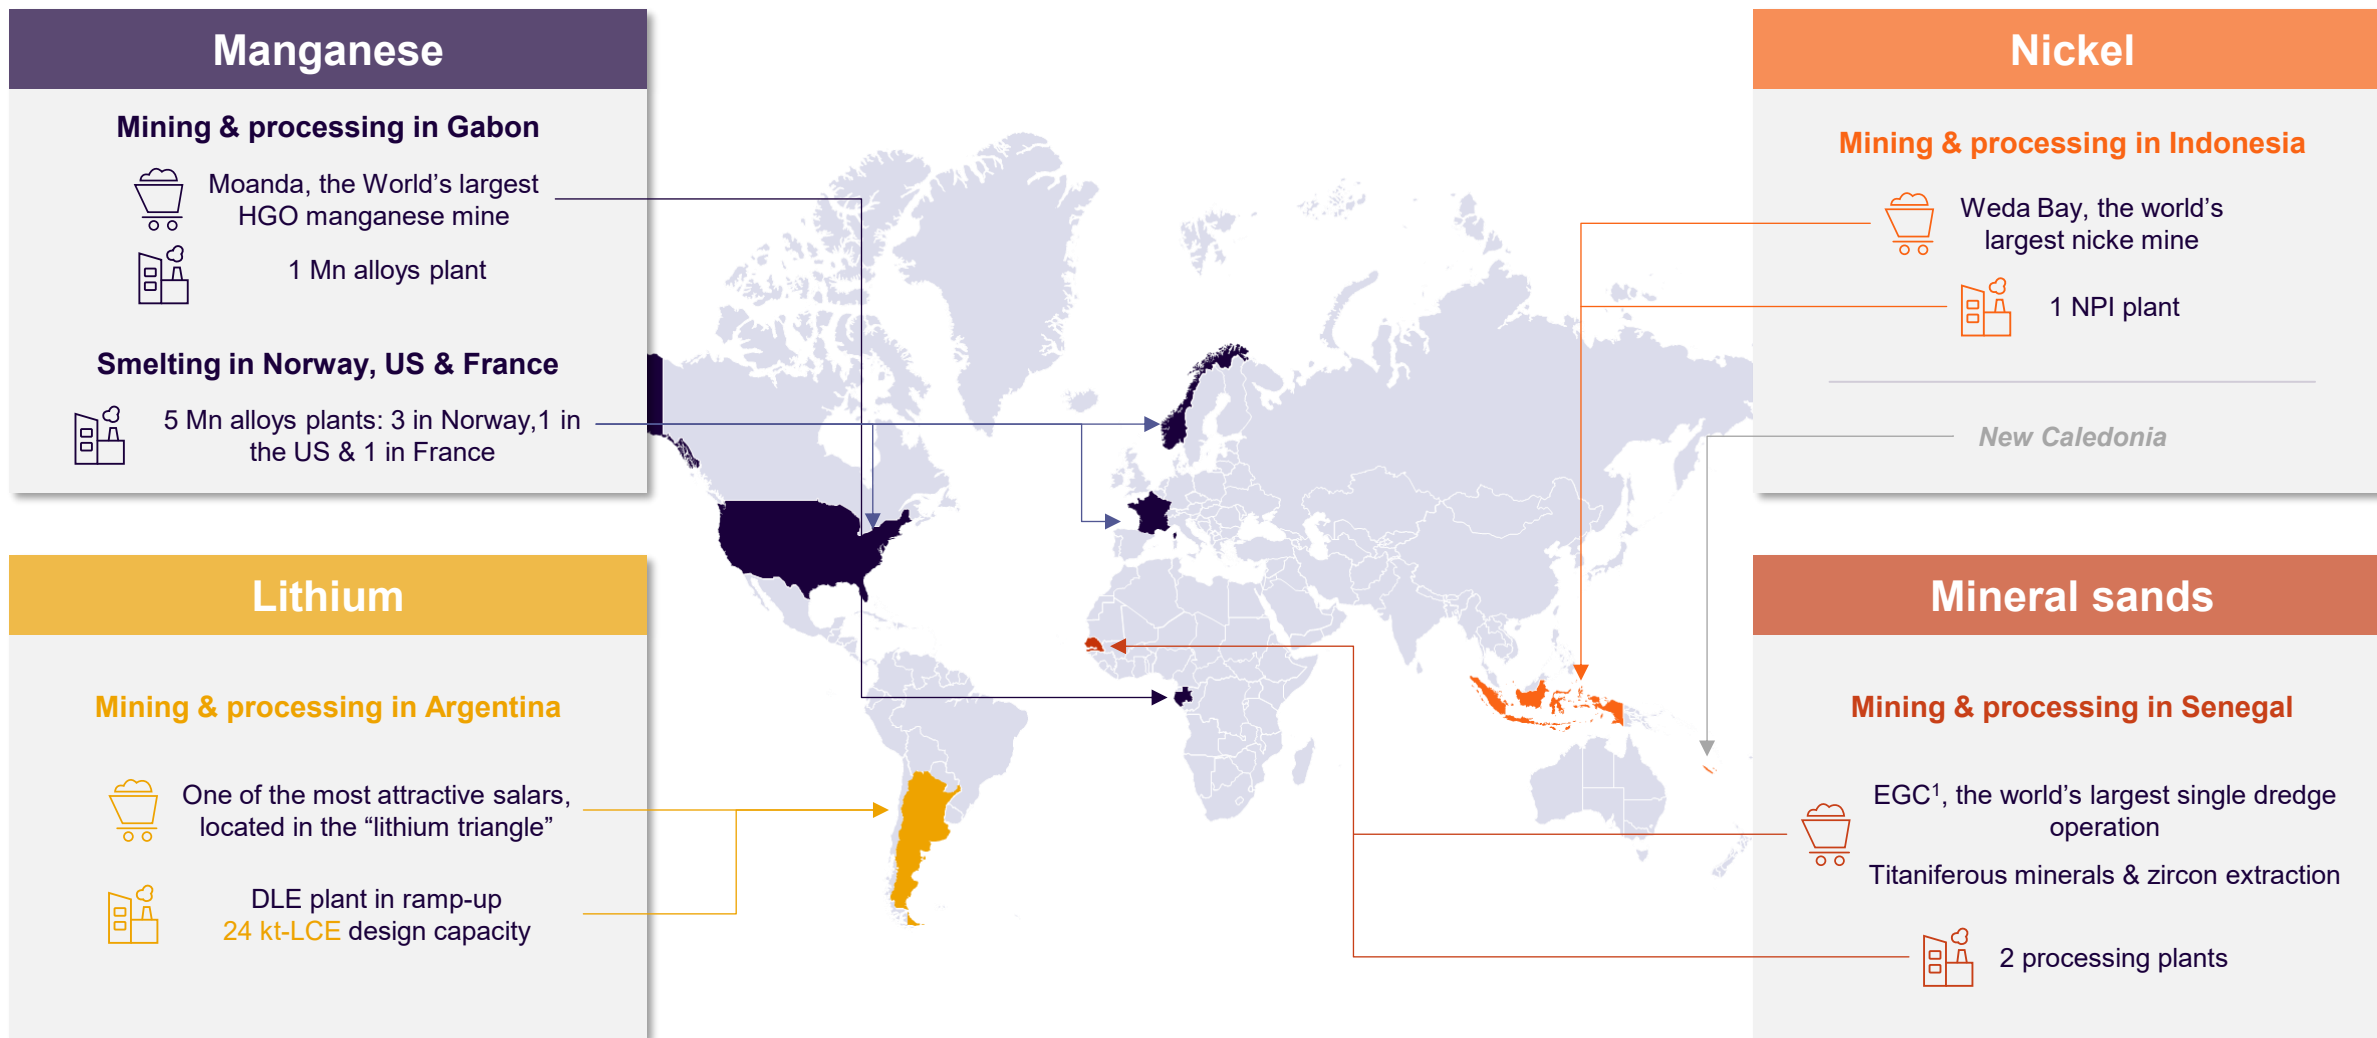 Manganese
Mining & processing in Gabon
Moanda, the World’s largest
HGO manganese mine
1 Mn alloys plant
Smelting in Norway, US & France
5 Mn alloys plants: 3 in Norway,1 in
the US & 1 in France
Lithium
Mining & processing in Argentina
One of the most attractive salars,
located in the “lithium triangle”
DLE plant in ramp-up
24 kt-LCE design capacity
Nickel
Mining & processing in Indonesia
Weda Bay, the world’s
largest nicke mine
1 NPI plant
New Caledonia
Mineral sands
Mining & processing in Senegal
EGC¹, the world’s largest single dredge
operation
Titaniferous minerals & zircon extraction
2 processing plants